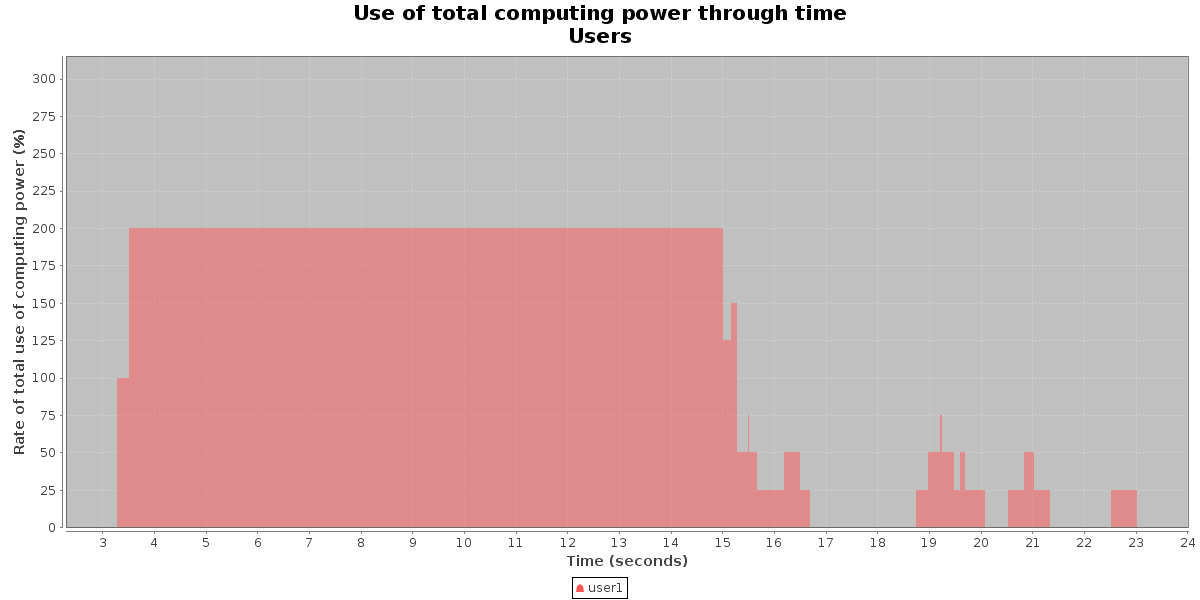 Use of total computing power through time
Users
Rate of total use of computing power (%)
300
275
250
225
200
175
150
125
100
75
50
25
0
3 4 5 6 7 8 9 10 11 12 13 14 15 16 17 18 19 20 21 22 23 24
Time (seconds)
user1